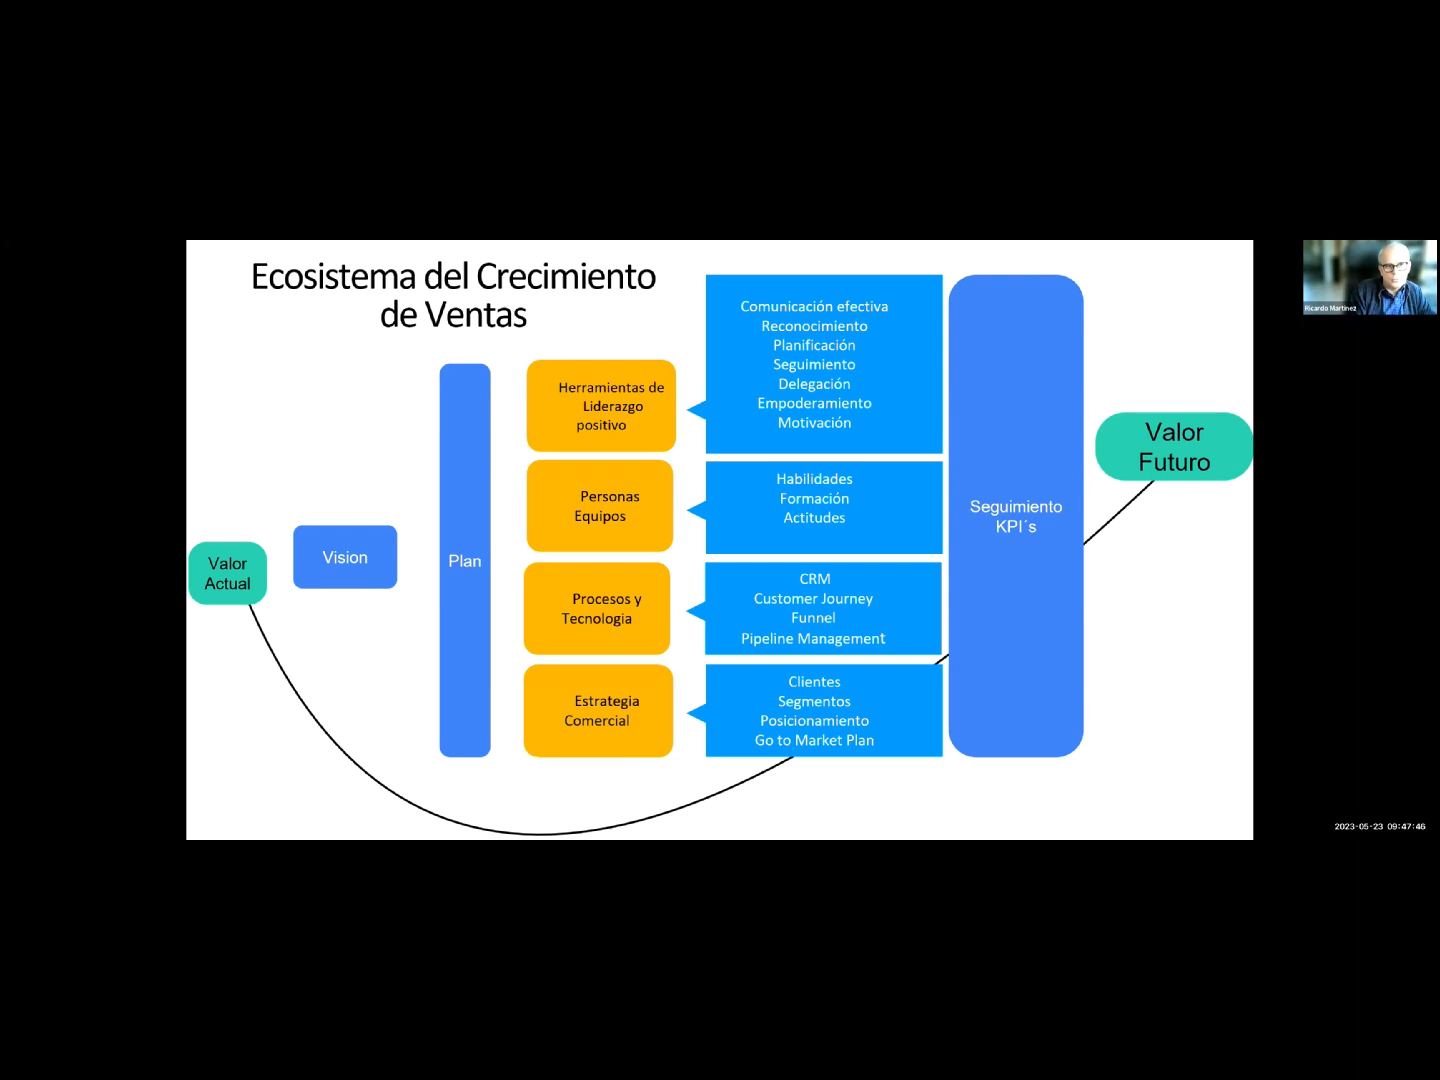 Ecosistema del Crecimiento
de Ventas
Valor
Actual
Vision
Plan
Herramientas de
Liderazgo
positivo
Personas
Equipos
Procesos y
Tecnologia
Estrategia
Comercial
Comunicación efectiva
Reconocimiento
Planificación
Seguimiento
Delegación
Empoderamiento
Motivación
Habilidades
Formación
Actitudes
CRM
Customer Journey
Funnel
Pipeline Management
Clientes
Segmentos
Posicionamiento
Go to Market Plan
Seguimiento
KPI´s
Valor
Futuro
Ricardo Martinez
2023-05-23 09:47:46